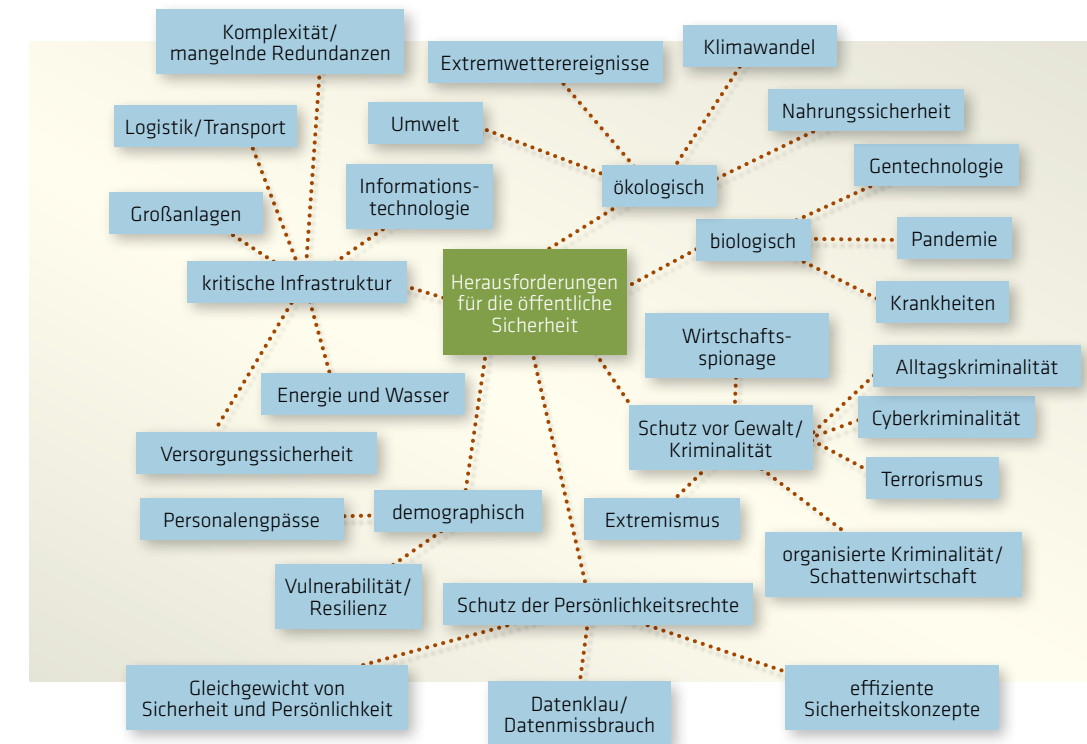 Komplexität/
mangelnde Redundanzen
Extremwetterereignisse
Klimawandel
Logistik/Transport
Umwelt
Nahrungssicherheit
Großanlagen
Informations-
technologie
ökologisch
Gentechnologie
kritische Infrastruktur
Herausforderungen
für die öffentliche
Sicherheit
biologisch
Pandemie
Krankheiten
Wirtschafts-
spionage
Energie und Wasser
Alltagskriminalität
Versorgungssicherheit
Schutz vor Gewalt/
Kriminalität
Cyberkriminalität
Terrorismus
Personalengpässe
demographisch
Extremismus
organisierte Kriminalität/
Schattenwirtschaft
Vulnerabilität/
Resilienz
Schutz der Persönlichkeitsrechte
Gleichgewicht von
Sicherheit und Persönlichkeit
Datenklau/
Datenmissbrauch
effiziente
Sicherheitskonzepte